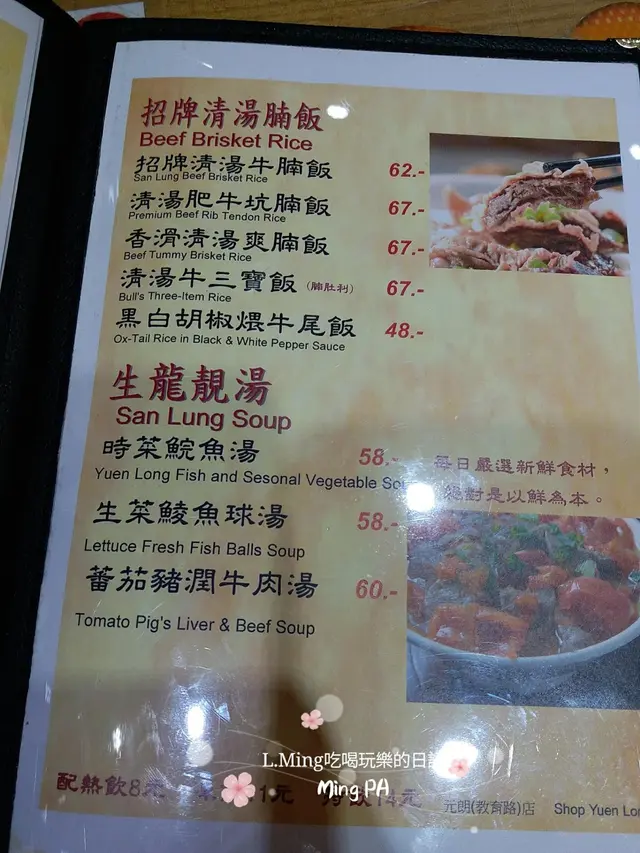 招牌清湯腩飯
Beef Brisket Rice
招牌清湯牛腩飯 62.-
San Lung Beef Brisket Rice
清湯肥牛坑腩飯 67.-
Premium Beef Rib Tendon Rice
香滑清湯爽腩飯 67.-
Beef Tummy Brisket Rice
清湯牛三寶飯 (腩肚利) 67.-
Bull's Three-Item Rice
黑白胡椒煨牛尾飯 48.-
Ox-Tail Rice in Black & White Pepper Sauce
生龍靚湯
San Lung Soup
時菜鯇魚湯 58.-
Yuen Long Fish and Sesonal Vegetable
生菜鯪魚球湯 58.-
Lettuce Fresh Fish Balls Soup
蕃茄豬潤牛肉湯 60.-
Tomato Pig's Liver & Beef Soup
每日嚴選新鮮食材，
絕對是以鮮為本。
L.Ming吃喝玩樂的日
Ming PA
配熱飲8元 14元
元朗(教育路)店 Shop Yuen